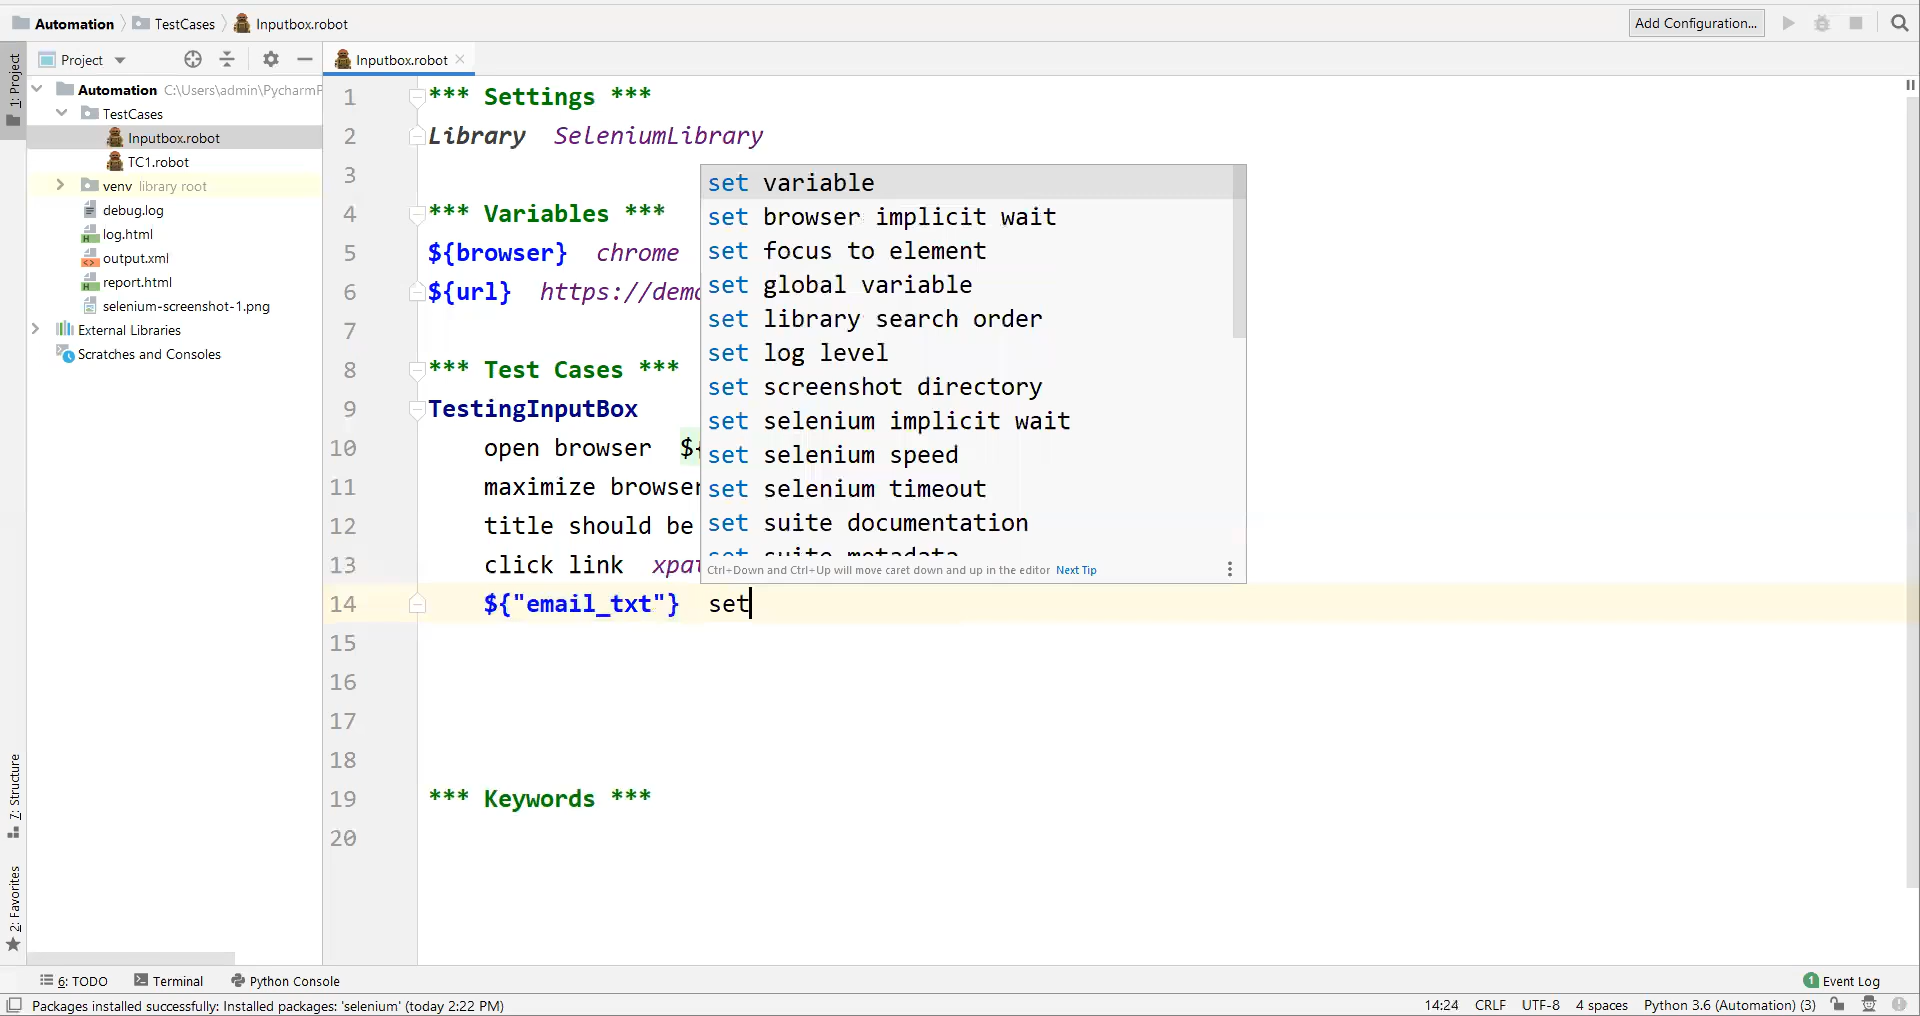 Automation TestCases Inputbox.robot Add Configuration...
Project Inputbox.robot
1: Project
Automation C:\Users\admin\PycharmP
TestCases
Inputbox.robot
TC1.robot
venv library root
debug.log
log.html
output.xml
report.html
selenium-screenshot-1.png
External Libraries
Scratches and Consoles
7: Structure
2: Favorites
1 *** Settings ***
2 Library SeleniumLibrary
3
4 *** Variables ***
5 ${browser} chrome
6 ${url} https://demo
7
8 *** Test Cases ***
9 TestingInputBox
10 open browser ${
11 maximize browser
12 title should be
13 click link xpat
14 ${"email_txt"} set
15
16
17
18
19 *** Keywords ***
20
set variable
set browser implicit wait
set focus to element
set global variable
set library search order
set log level
set screenshot directory
set selenium implicit wait
set selenium speed
set selenium timeout
set suite documentation
set suite metadata
Ctrl+Down and Ctrl+Up will move caret down and up in the editor Next Tip
6: TODO Terminal Python Console 1 Event Log
Packages installed successfully: Installed packages: 'selenium' (today 2:22 PM) 14:24 CRLF UTF-8 4 spaces Python 3.6 (Automation) (3)